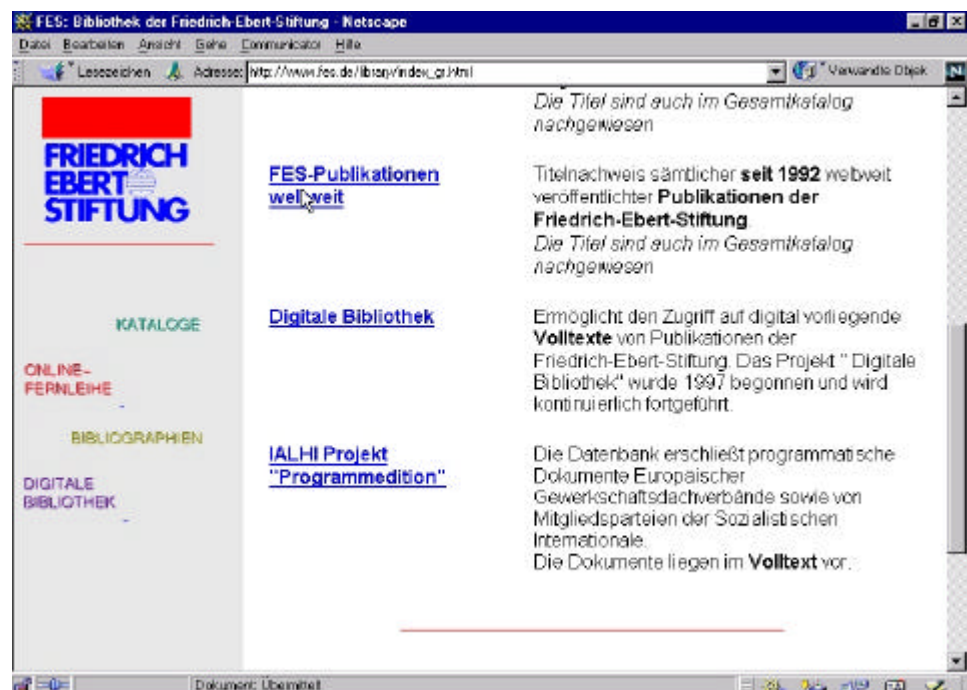 FES: Bibliothek der Friedrich-Ebert-Stiftung - Netscape
Datei Bearbeiten Ansicht Gehe Communicator Hilfe
Lesezeichen Adresse: http://www.fes.de/library/index_gr.html Verwandte Objek
FRIEDRICH
EBERT
STIFTUNG
KATALOGE
ONLINE-
FERNLEIHE
BIBLIOGRAPHIEN
DIGITALE
BIBLIOTHEK
Die Titel sind auch im Gesamtkatalog
nachgewiesen
FES-Publikationen
weltweit
Titelnachweis sämtlicher seit 1992 weltweit
veröffentlichter Publikationen der
Friedrich-Ebert-Stiftung.
Die Titel sind auch im Gesamtkatalog
nachgewiesen
Digitale Bibliothek
Ermöglicht den Zugriff auf digital vorliegende
Volltexte von Publikationen der
Friedrich-Ebert-Stiftung. Das Projekt " Digitale
Bibliothek" wurde 1997 begonnen und wird
kontinuierlich fortgeführt.
IALHI Projekt
"Programmedition"
Die Datenbank erschließt programmatische
Dokumente Europäischer
Gewerkschaftsdachverbände sowie von
Mitgliedsparteien der Sozialistischen
Internationale.
Die Dokumente liegen im Volltext vor.
Dokument: Übermittelt